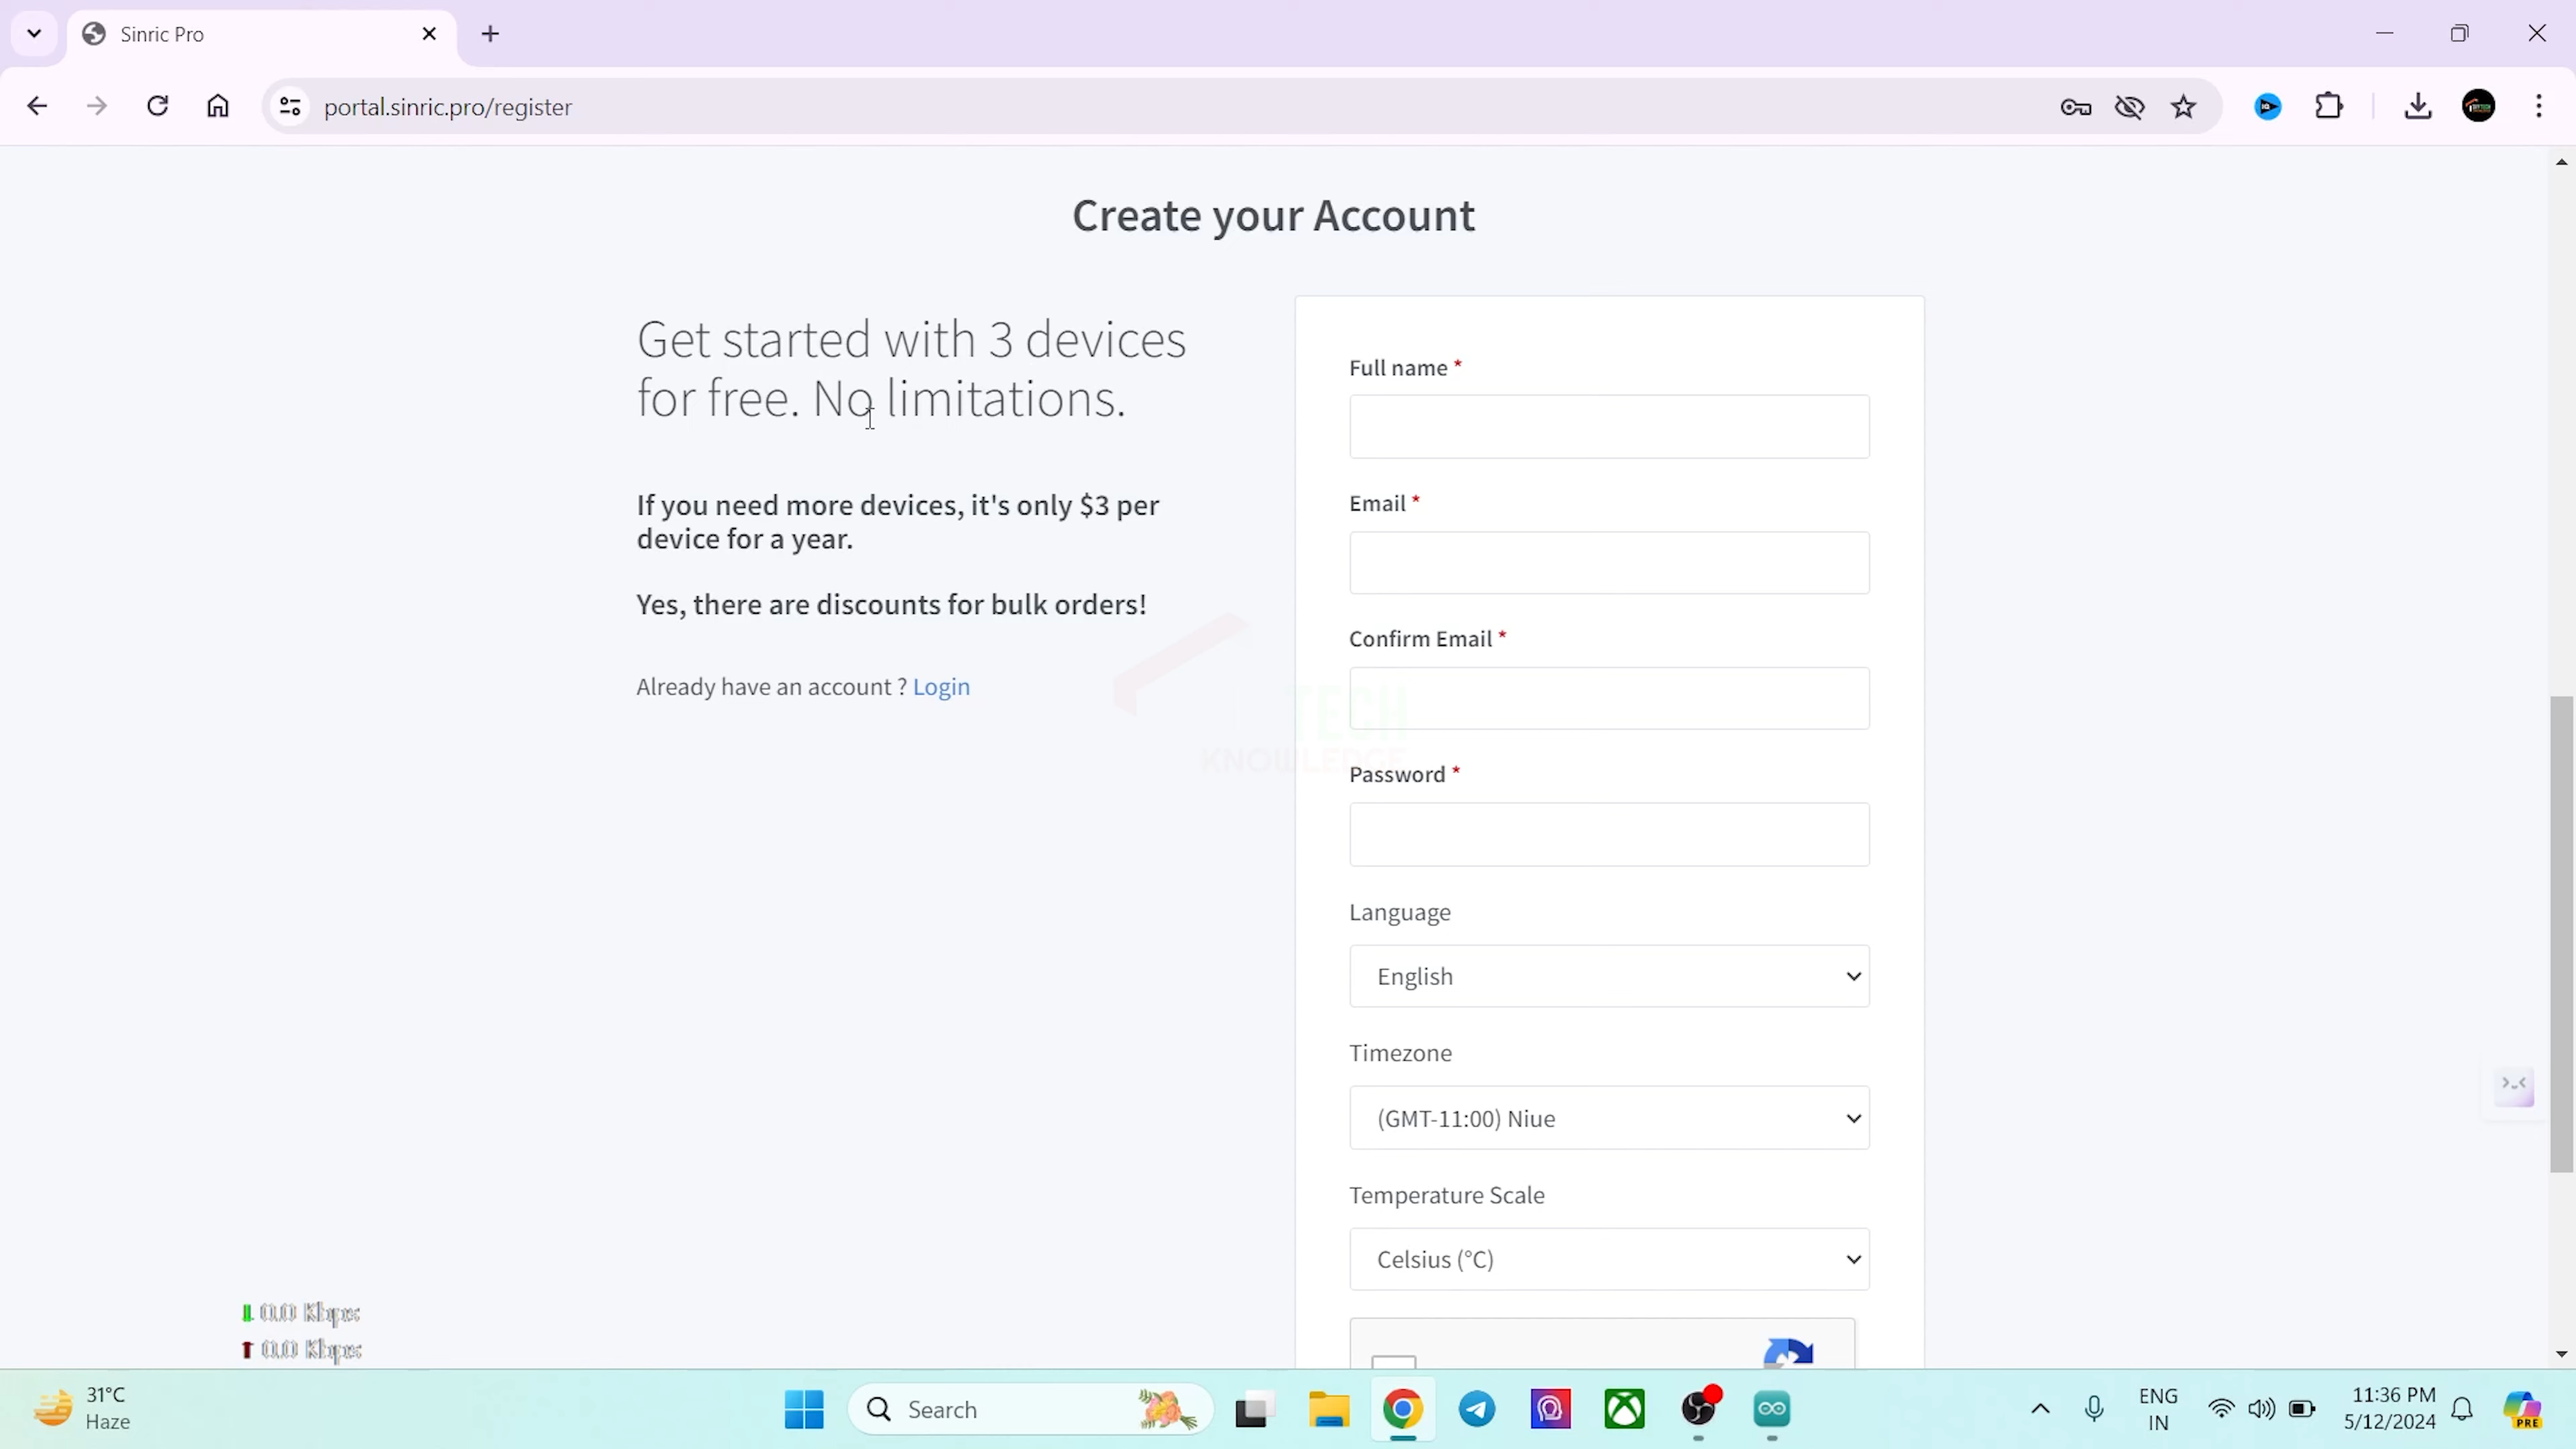 Sinric Pro
portal.sinric.pro/register
Create your Account
Get started with 3 devices
for free. No limitations.
If you need more devices, it's only $3 per
device for a year.
Yes, there are discounts for bulk orders!
Already have an account ? Login
Full name *
Email *
Confirm Email *
Password *
Language
English
Timezone
(GMT-11:00) Niue
Temperature Scale
Celsius (°C)
TECH
KNOWLEDGE
0.0 Kbps
0.0 Kbps
31°C
Haze
Search
PRE
ENG
IN
11:36 PM
5/12/2024